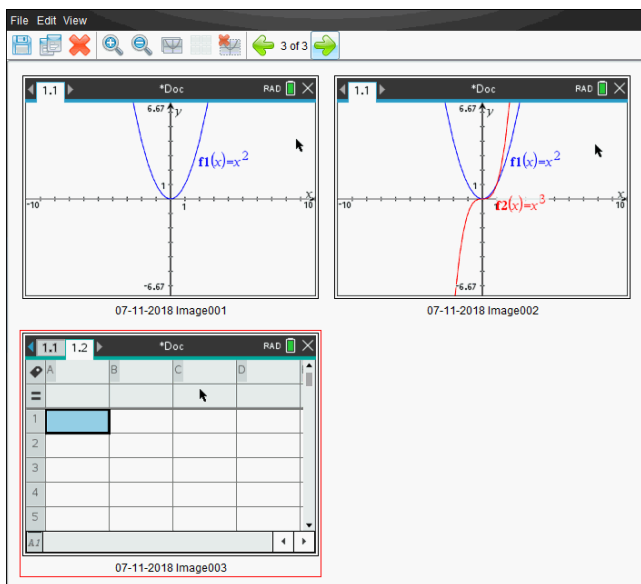 File Edit View
3 of 3
1.1 *Doc RAD
6.67 y
f1(x)=x²
1
-10 1 x 10
-6.67
07-11-2018 Image001
1.1 *Doc RAD
6.67 y
f1(x)=x²
1
-10 1 x 10
f2(x)=x³
-6.67
07-11-2018 Image002
1.1 1.2 *Doc RAD
A B C D
=
1
2
3
4
5
A1
07-11-2018 Image003